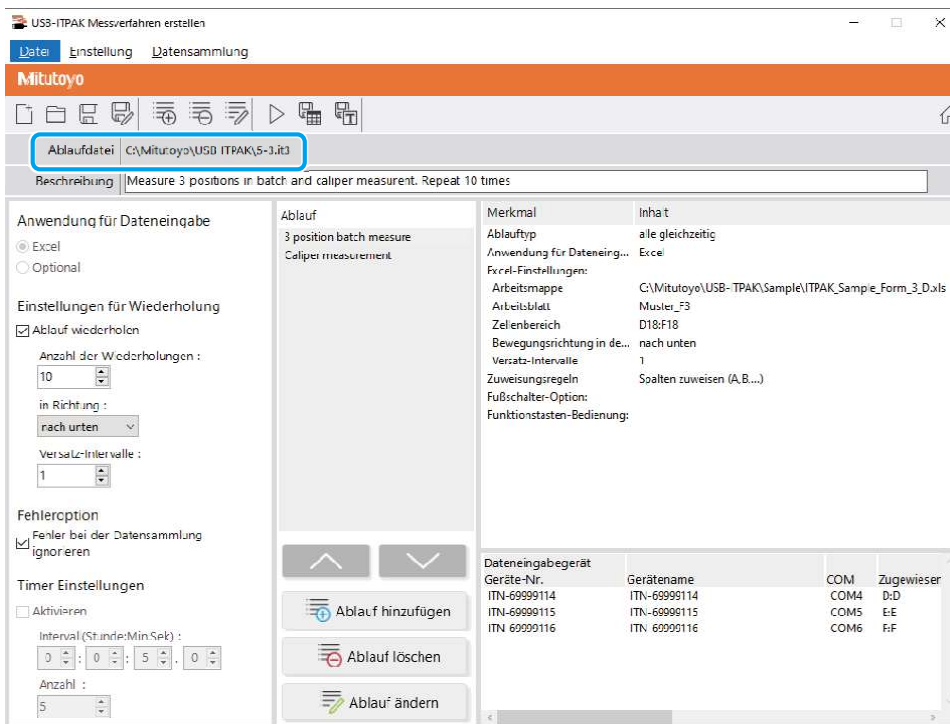 USB-ITPAK Messverfahren erstellen
Datei Einstellung Datensammlung
Mitutoyo
Ablaufdatei C:\Mitutoyo\USB-ITPAK\5-3.it3
Beschreibung Measure 3 positions in batch and caliper measurent. Repeat 10 times
Anwendung für Dateneingabe
Excel
Optional
Einstellungen für Wiederholung
Ablauf wiederholen
Anzahl der Wiederholungen :
10
in Richtung :
nach unten
Versatz-Intervalle :
1
Fehleroption
Fehler bei der Datensammlung
ignorieren
Timer Einstellungen
Aktivieren
Interval(Stunde:Min:Sek) :
0 : 0 : 5 . 0
Anzahl :
5
Ablauf
3 position batch measure
Caliper measurement
Ablauf hinzufügen
Ablauf löschen
Ablauf ändern
Merkmal Inhalt
Ablauftyp alle gleichzeitig
Anwendung für Dateneing... Excel
Excel-Einstellungen:
Arbeitsmappe C:\Mitutoyo\USB-ITPAK\Sample\ITPAK_Sample_Form_3_D.xls
Arbeitsblatt Muster_F3
Zellenbereich D18:F18
Bewegungsrichtung in de... nach unten
Versatz-Intervalle 1
Zuweisungsregeln Spalten zuweisen (A,B,...)
Fußschalter-Option:
Funktionstasten-Bedienung:
Dateneingabegerät
Geräte-Nr. Gerätename COM Zugewiesen
ITN-69999114 ITN-69999114 COM4 D:D
ITN-69999115 ITN-69999115 COM5 E:E
ITN-69999116 ITN-69999116 COM6 F:F